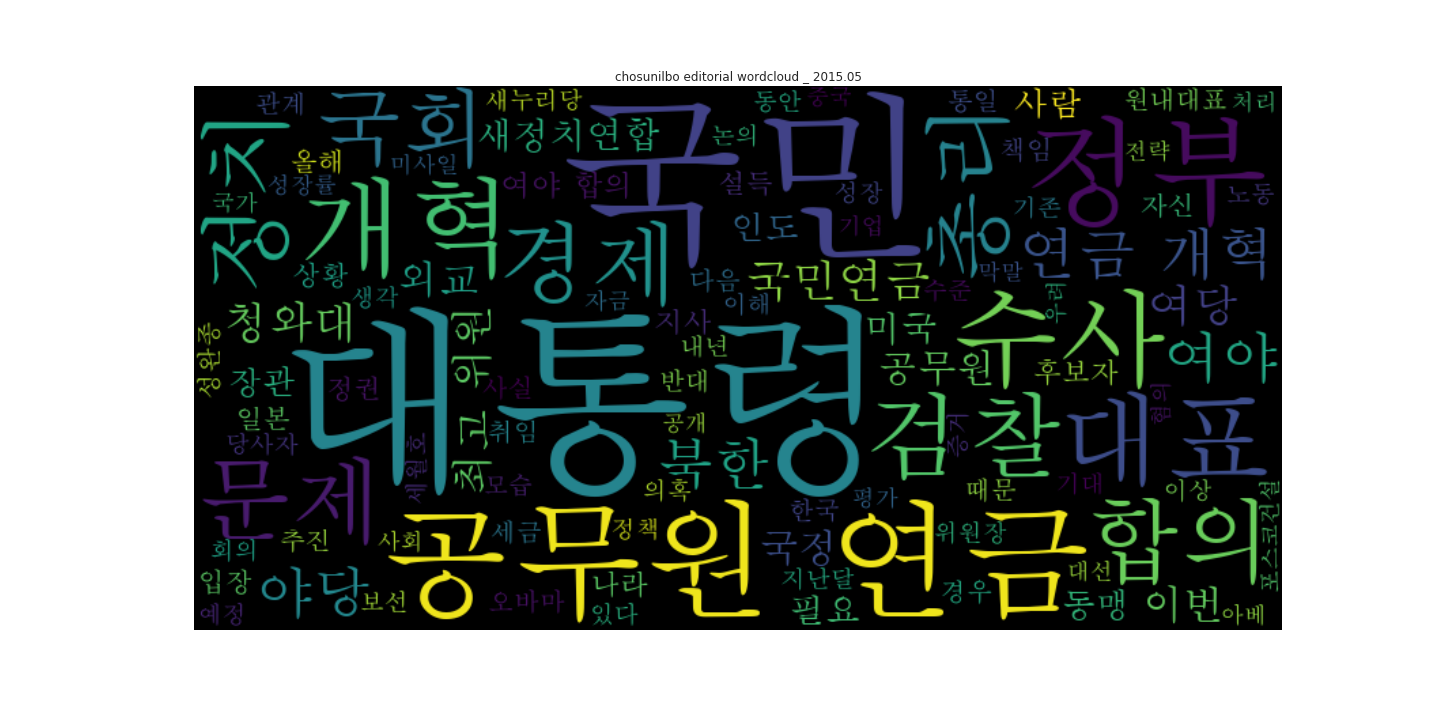 chosunilbo editorial wordcloud _ 2015.05
관계
국회
새누리당
국민
동안
중국
통일
사람
원내대표
처리
정치
새정치연합
논의
총리
책임
정부
전략
올해
미사일
성장률
개혁
여야 합의
설득
성장
노동
국가
인도
기업
기존
자신
경제
연금 개혁
상황
외교
다음
국민연금
수준
막말
생각
자금
이해
우려
여당
청와대
대통령
지사
미국
수사
성완종
최고위원
내년
여야
장관
정권
사실
반대
공무원
후보자
일본
취임
공개
검찰
증거
혐의
대표
당사자
세월호
북한
문제
모습
의혹
평가
때문
기대
이상
공무원 연금
한국
합의
포스코건설
회의
추진
사회
세금
정책
국정
위원장
입장
야당
보선
오바마
나라
지난달
경우
대선
예정
있다
필요
동맹
이번
아베